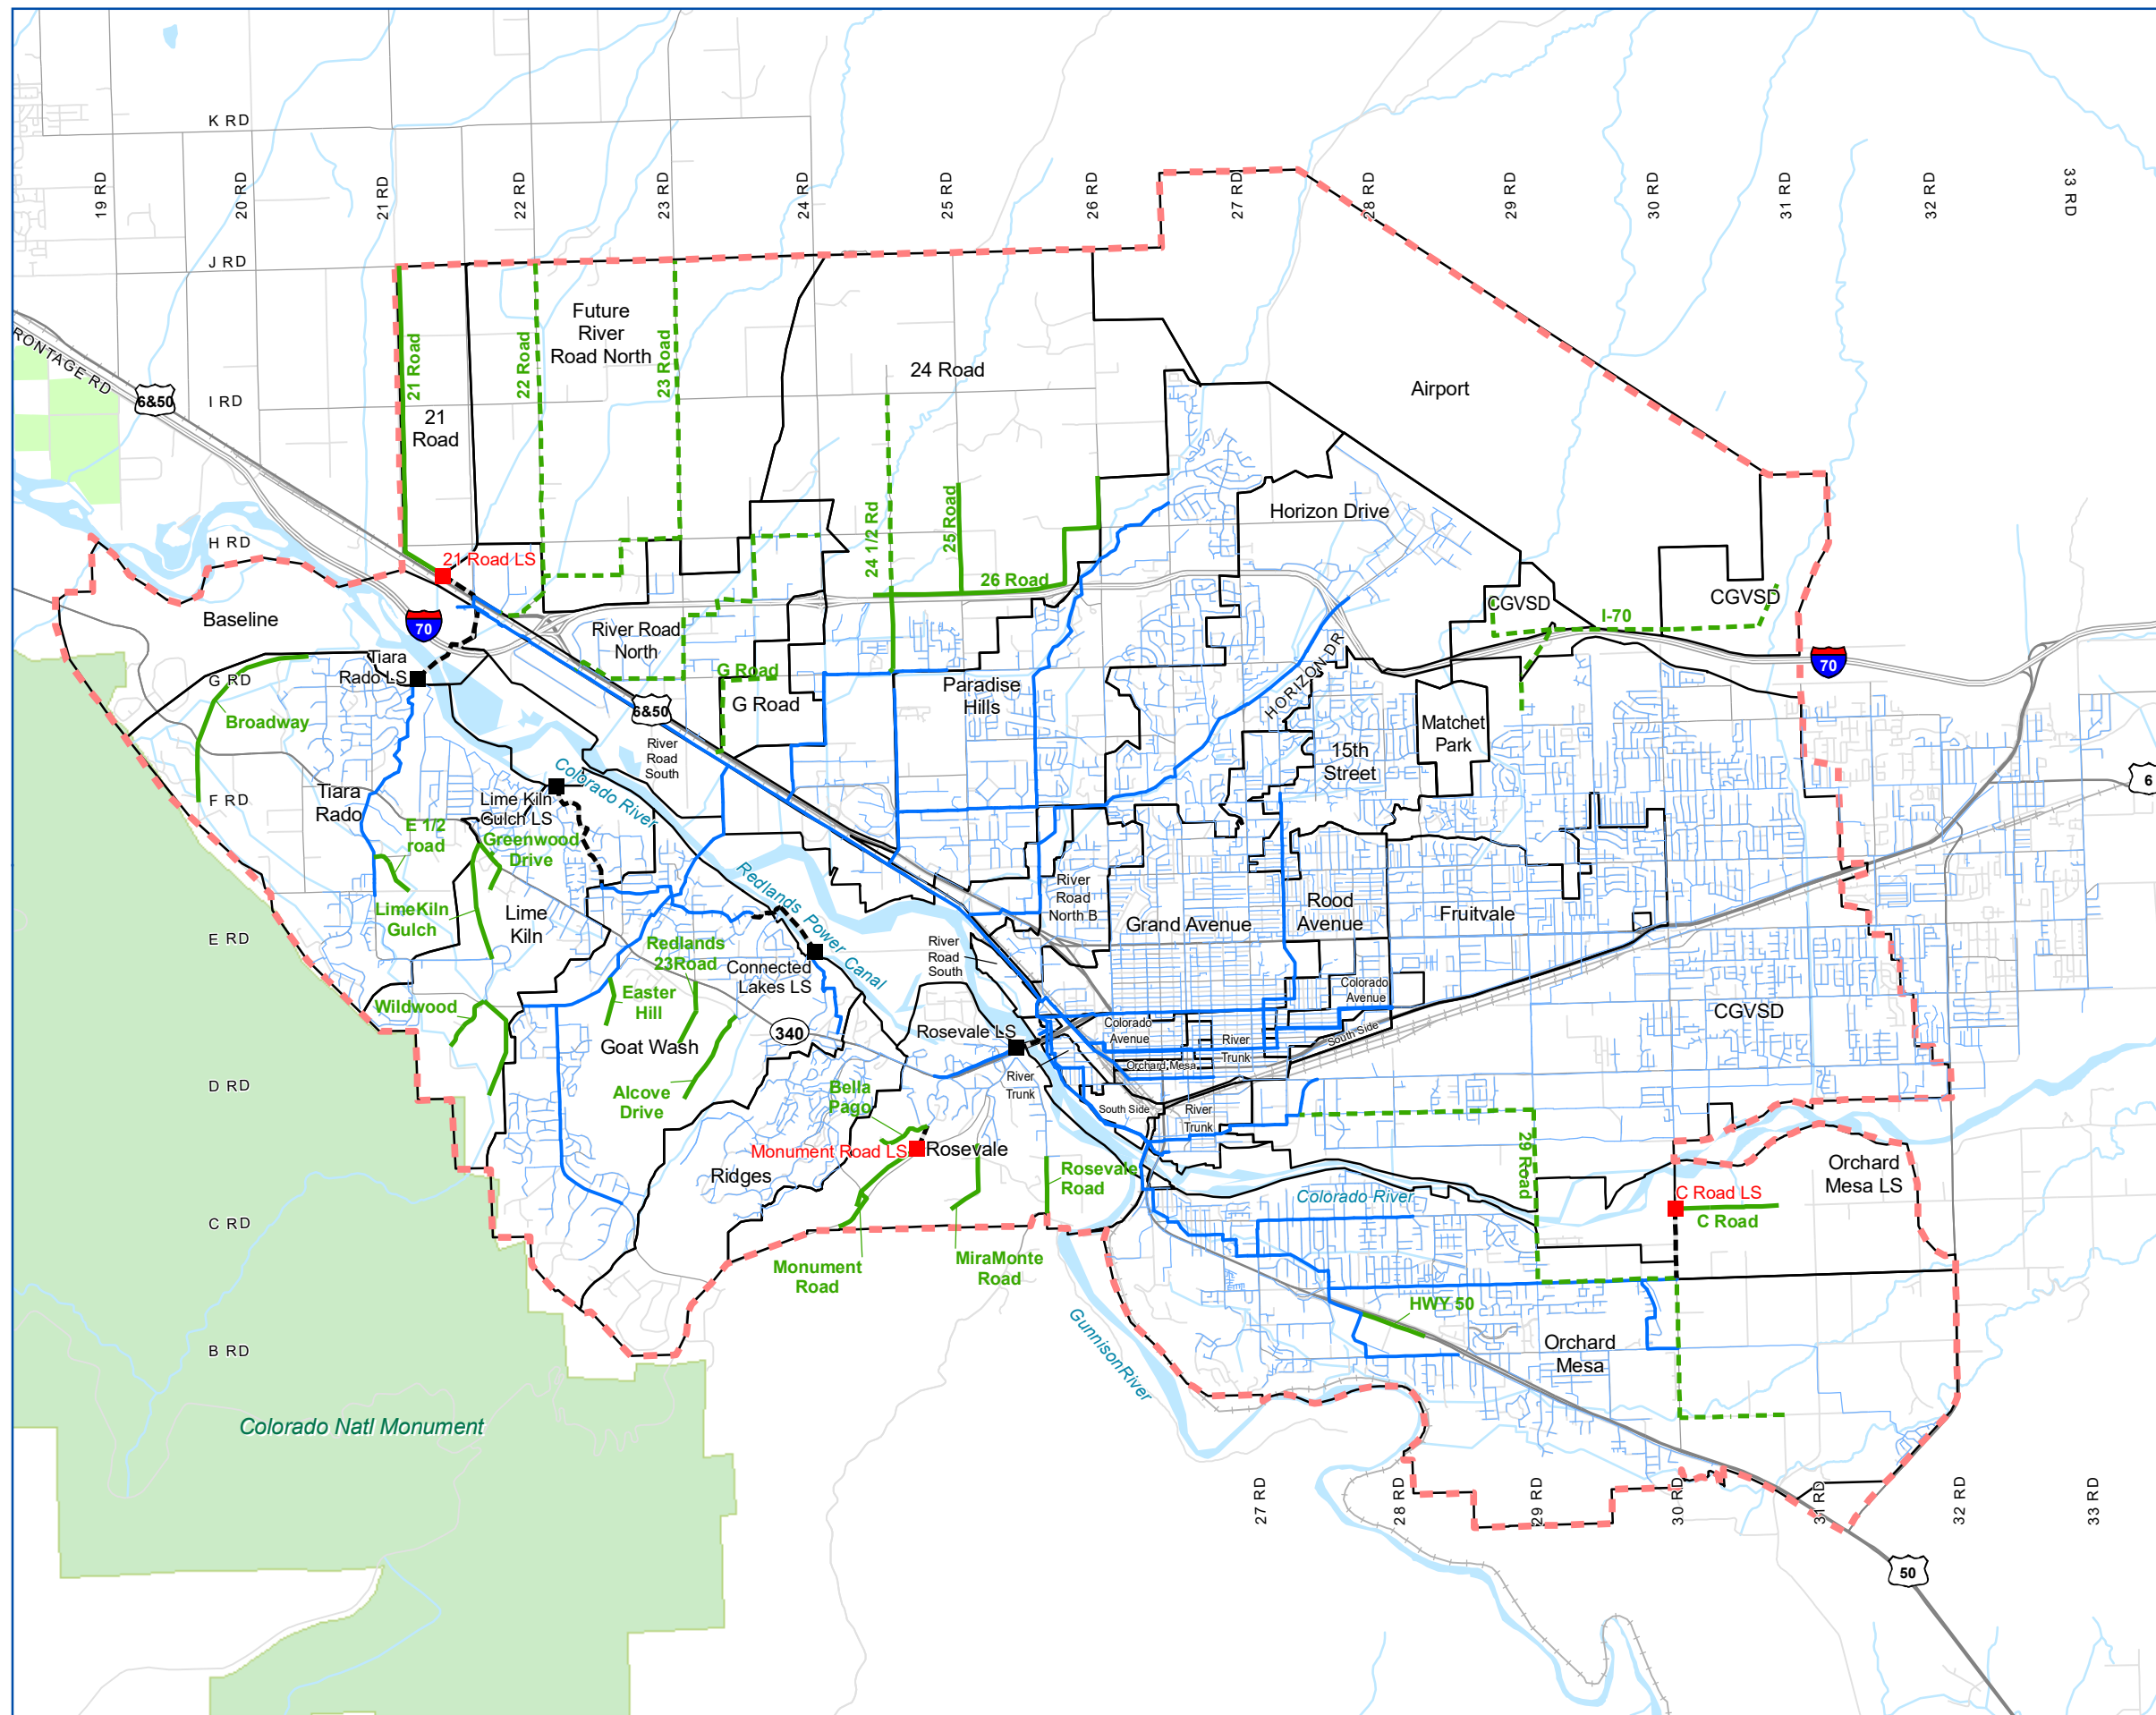 K RD
19 RD
20 RD
21 RD
22 RD
23 RD
24 RD
25 RD
26 RD
27 RD
28 RD
29 RD
30 RD
31 RD
32 RD
33 RD
J RD
RONTAGE RD
6&50
I RD
21 Road
21
Road
22 Road
Future
River
Road North
23 Road
24 Road
Airport
24 1/2 Rd
25 Road
26 Road
Horizon Drive
H RD
21 Road LS
Baseline
70
River Road
North
CGVSD
I-70
CGVSD
70
Tiara
Rado LS
G RD
Broadway
G Road
G Road
6&50
Paradise
Hills
HORIZON DR
Matchet
Park
15th
Street
River
Road
South
Colorado River
6
Tiara
Rado
F RD
Lime Kiln
Gulch LS
E 1/2
road
Greenwood
Drive
Redlands Power Canal
LimeKiln
Gulch
Lime
Kiln
River
Road
North B
Grand Avenue
Rood
Avenue
Fruitvale
E RD
Redlands
23Road
Connected
Lakes LS
River
Road
South
Wildwood
Easter
Hill
Colorado
Avenue
CGVSD
340
Goat Wash
Rosevale LS
Colorado
Avenue
River
Trunk
South Side
Orchard Mesa
D RD
Alcove
Drive
Bella
Pago
River
Trunk
South Side
River
Trunk
29 Road
Monument Road LS
Rosevale
Ridges
Rosevale
Road
Orchard
Mesa LS
C Road LS
C Road
Colorado River
C RD
Monument
Road
MiraMonte
Road
HWY 50
Gunnison River
Orchard
Mesa
B RD
Colorado Natl Monument
27 RD
28 RD
29 RD
30 RD
31 RD
32 RD
33 RD
50